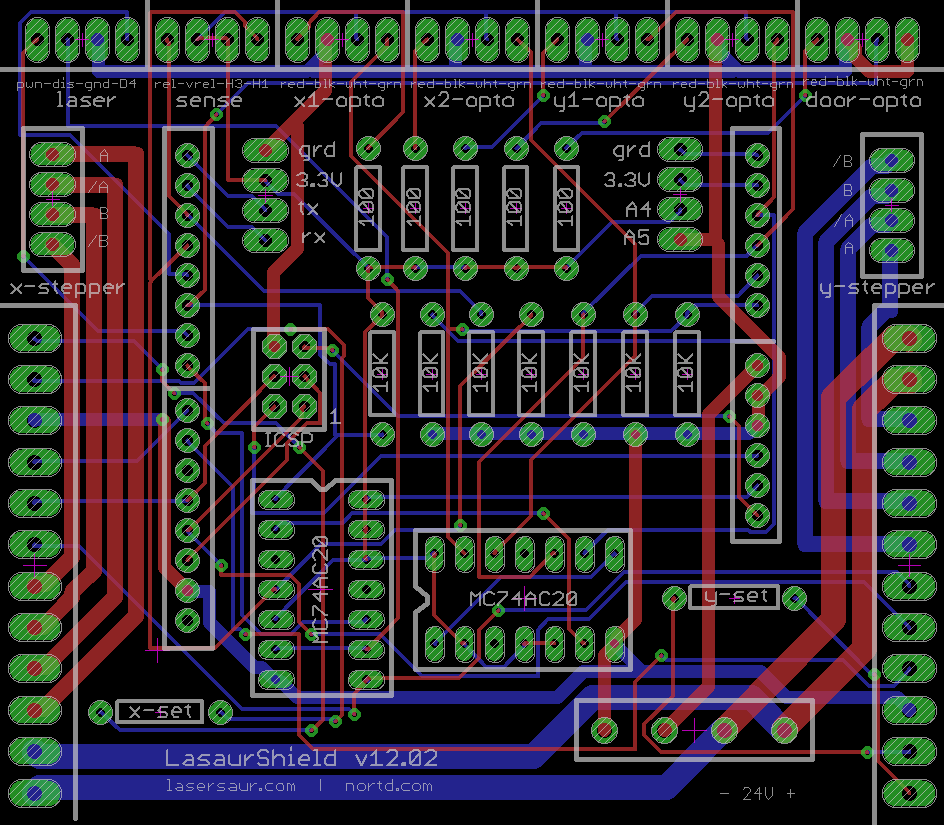 pwn-dis-gnd-D4 rel-vrel-H3-H1 red-blk-wht-grn red-blk-wht-grn red-blk-wht-grn red-blk-wht-grn red-blk-wht-grn
laser sense x1-opto x2-opto y1-opto y2-opto door-opto
A
/A
B
/B
x-stepper
grd
3.3V
tx
rx
100 100 100 100 100
grd
3.3V
A4
A5
/B
B
/A
A
y-stepper
10K 10K 10K 10K 10K 10K 10K
1
ICSP
MC74AC20
MC74AC20
y-set
x-set
LasaurShield v12.02
lasersaur.com | nortd.com
- 24V +